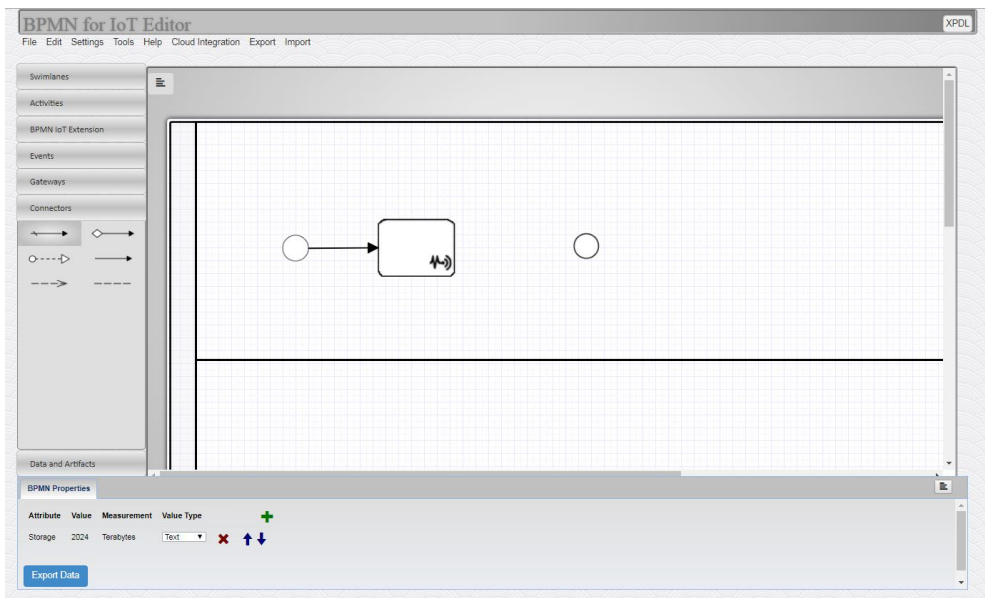 BPMN for IoT Editor
XPDL
File Edit Settings Tools Help Cloud Integration Export Import
Swimlanes
Activities
BPMN IoT Extension
Events
Gateways
Connectors
Data and Artifacts
BPMN Properties
Attribute Value Measurement Value Type
Storage 2024 Terabytes Text
Export Data